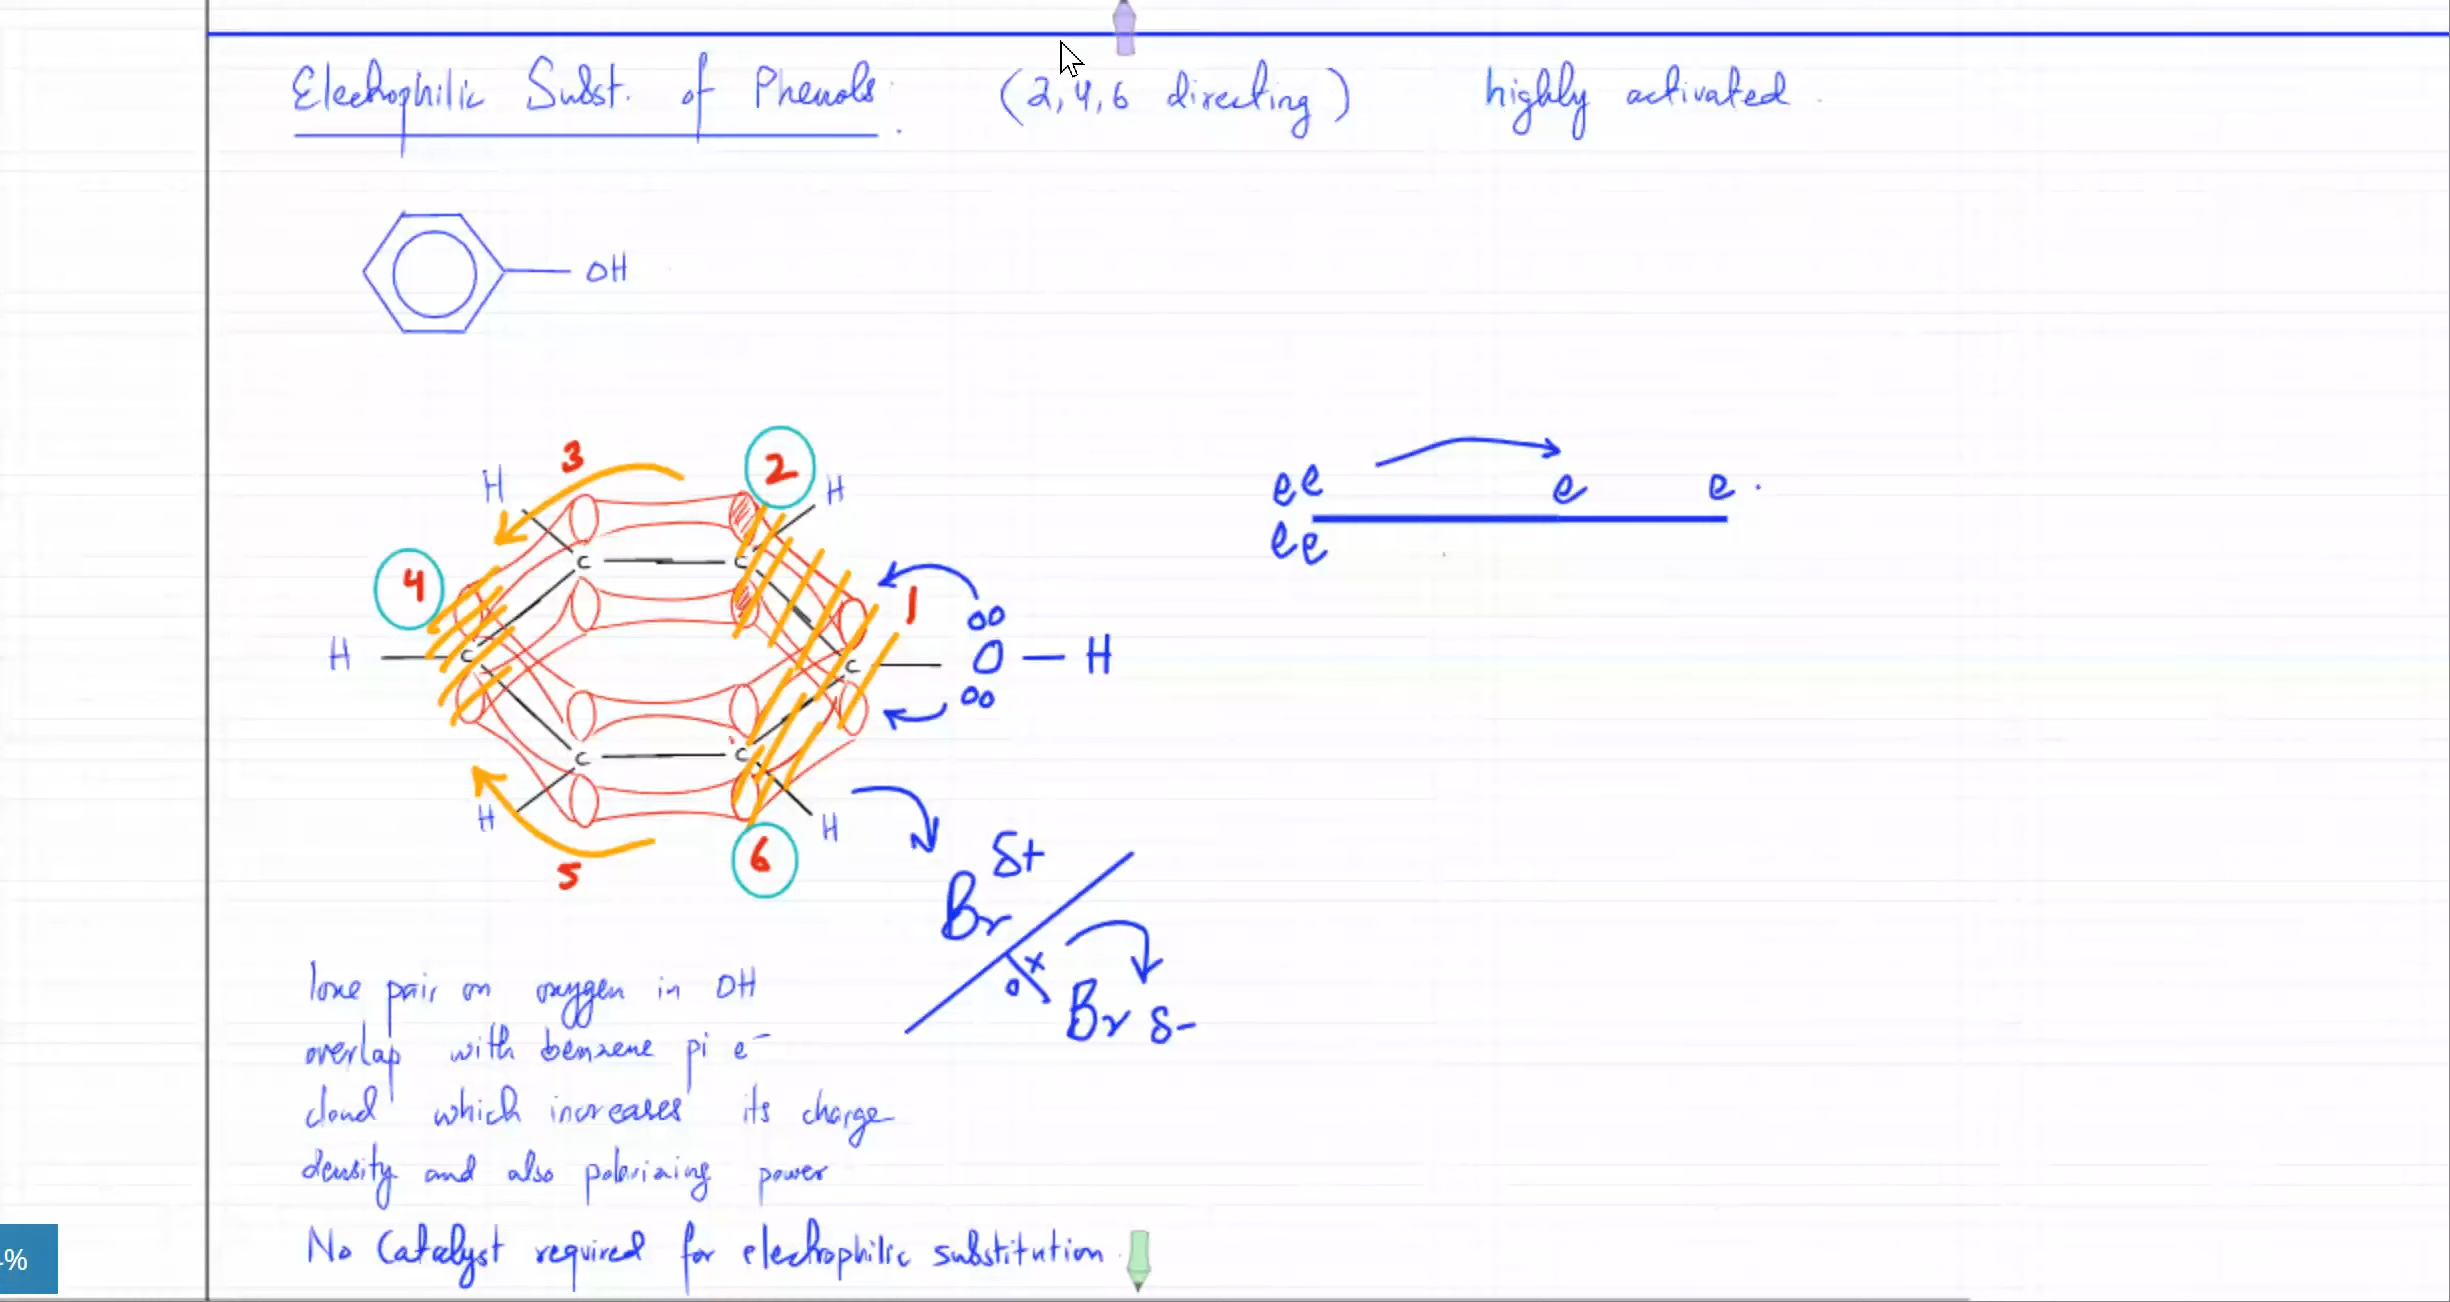 Electrophilic Subst. of Phenols. (2,4,6 directing) highly activated.
OH
3 2
H H
ee e e.
ee
4 C C
1
H C C O — H
C C
H H
5 6
Br δ+
x
o Br δ-
lone pair on oxygen in OH
overlap with benzene pi e⁻
cloud which increases its charge
density and also polarizing power
No Catalyst required for electrophilic substitution.
-%